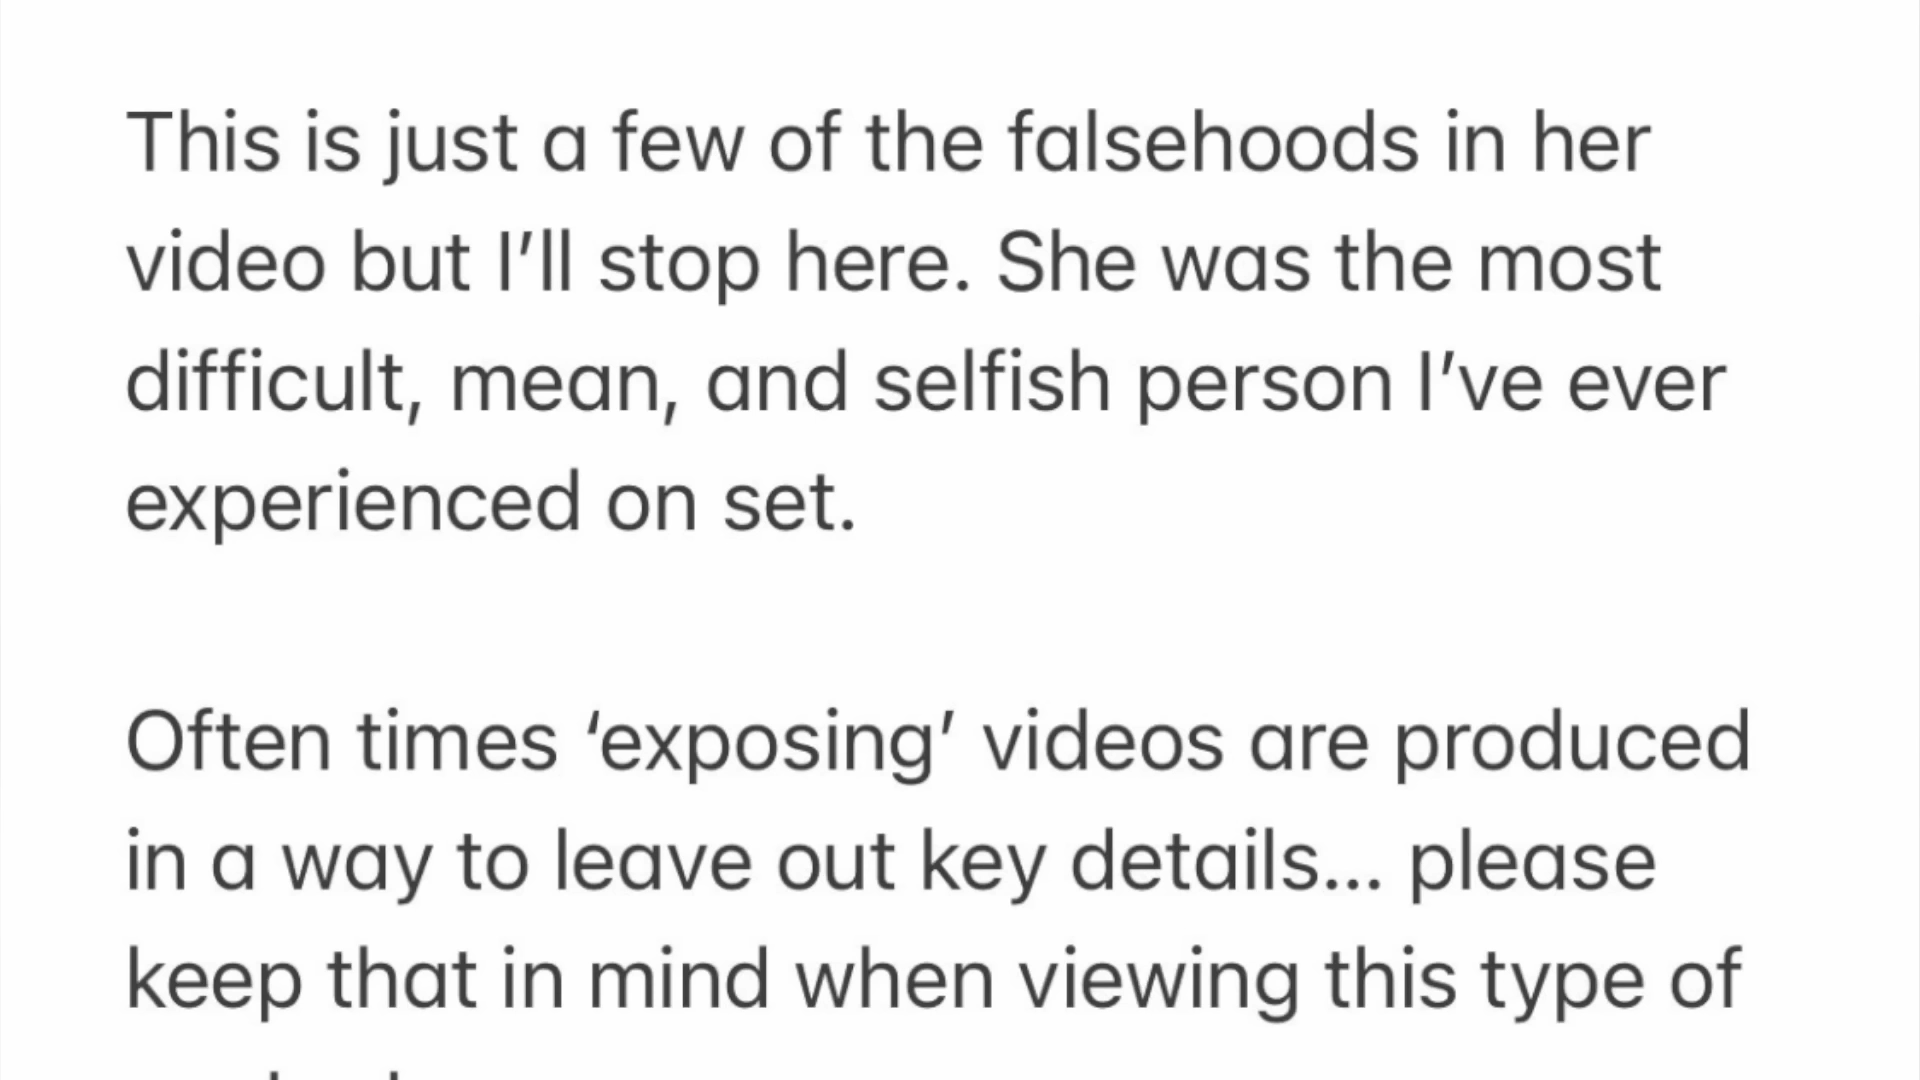 This is just a few of the falsehoods in her
video but I’ll stop here. She was the most
difficult, mean, and selfish person I’ve ever
experienced on set.
Often times ‘exposing’ videos are produced
in a way to leave out key details... please
keep that in mind when viewing this type of